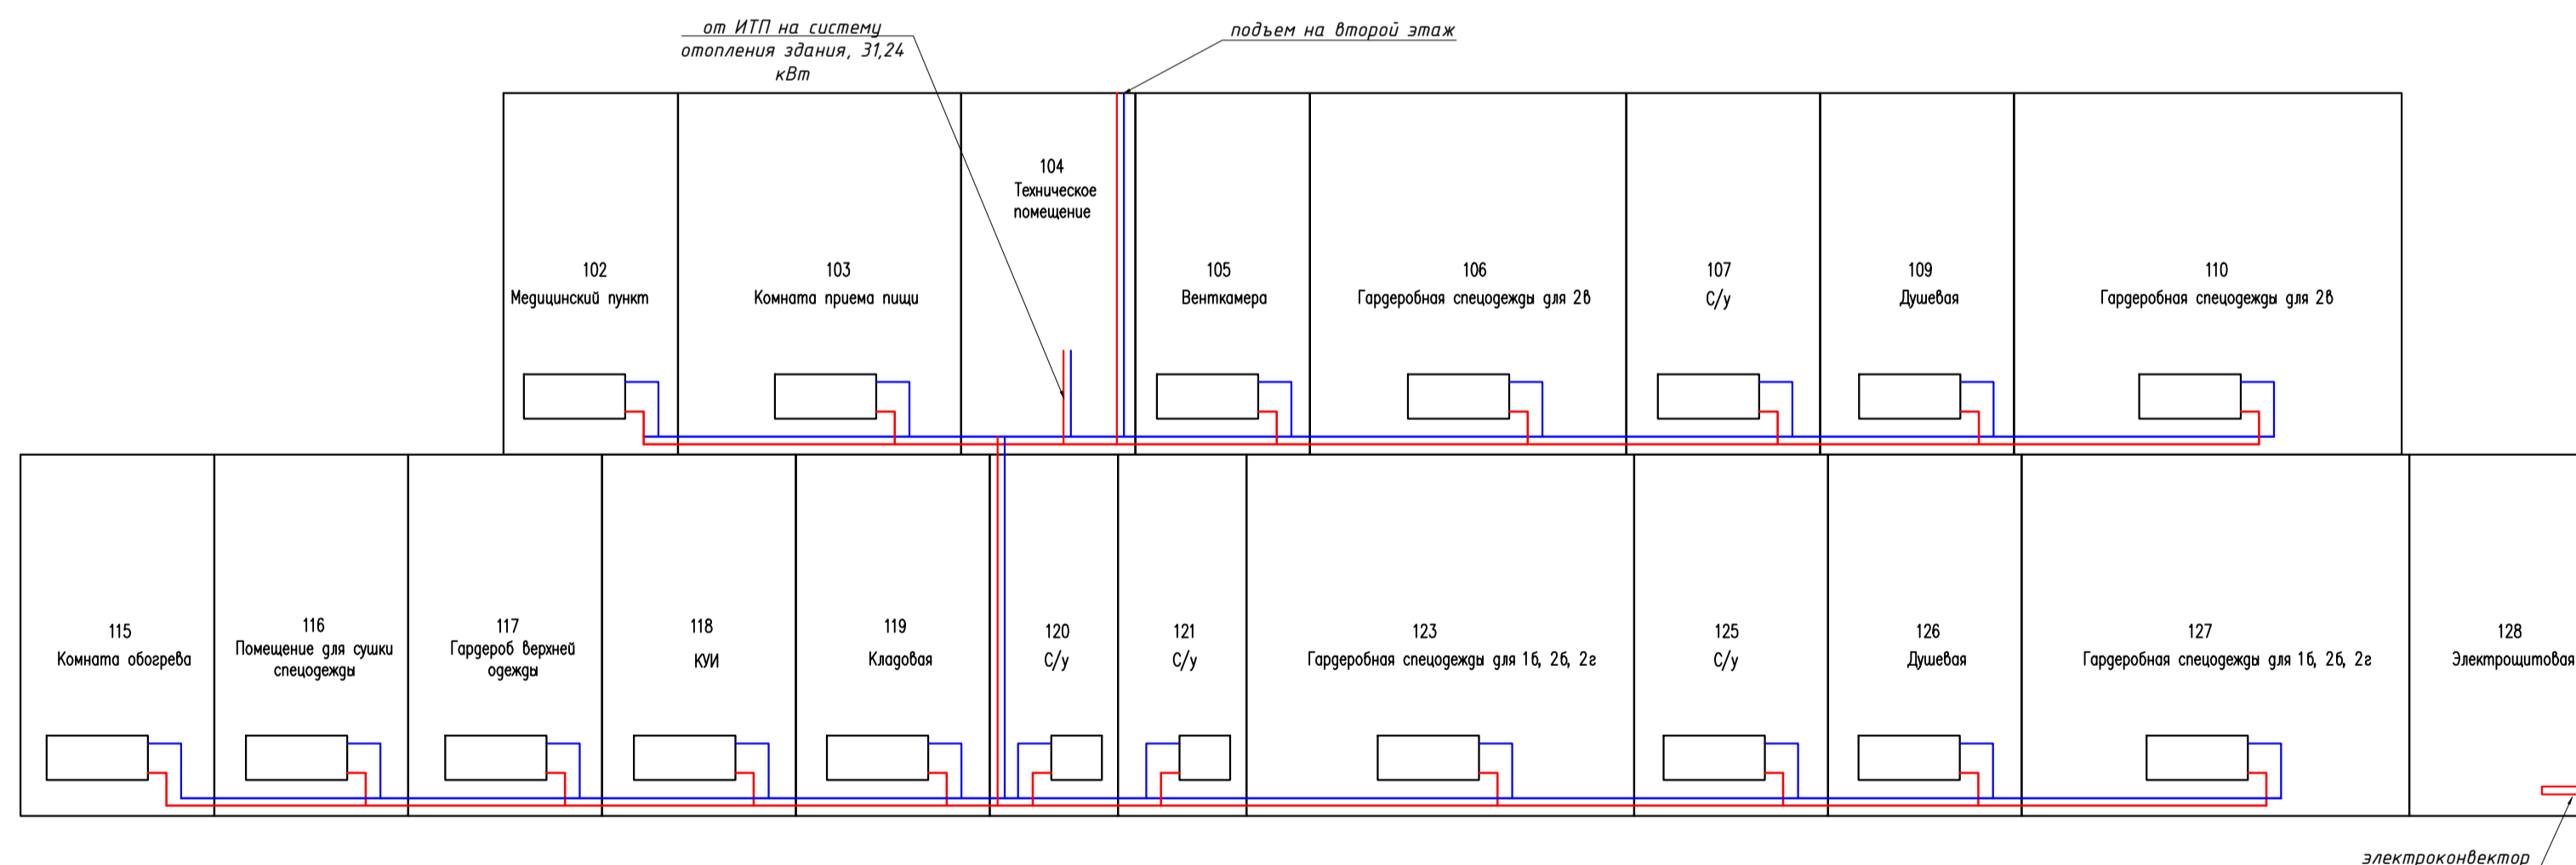 от ИТП на систему
отопления здания, 31,24
кВт
подъем на второй этаж
104
Техническое
помещение
102
Медицинский пункт
103
Комната приема пищи
105
Венткамера
106
Гардеробная спецодежды для 2в
107
С/у
109
Душевая
110
Гардеробная спецодежды для 2в
115
Комната обогрева
116
Помещение для сушки
спецодежды
117
Гардероб верхней
одежды
118
КУИ
119
Кладовая
120
С/у
121
С/у
123
Гардеробная спецодежды для 1б, 2б, 2г
125
С/у
126
Душевая
127
Гардеробная спецодежды для 1б, 2б, 2г
128
Электрощитовая
электроконвектор